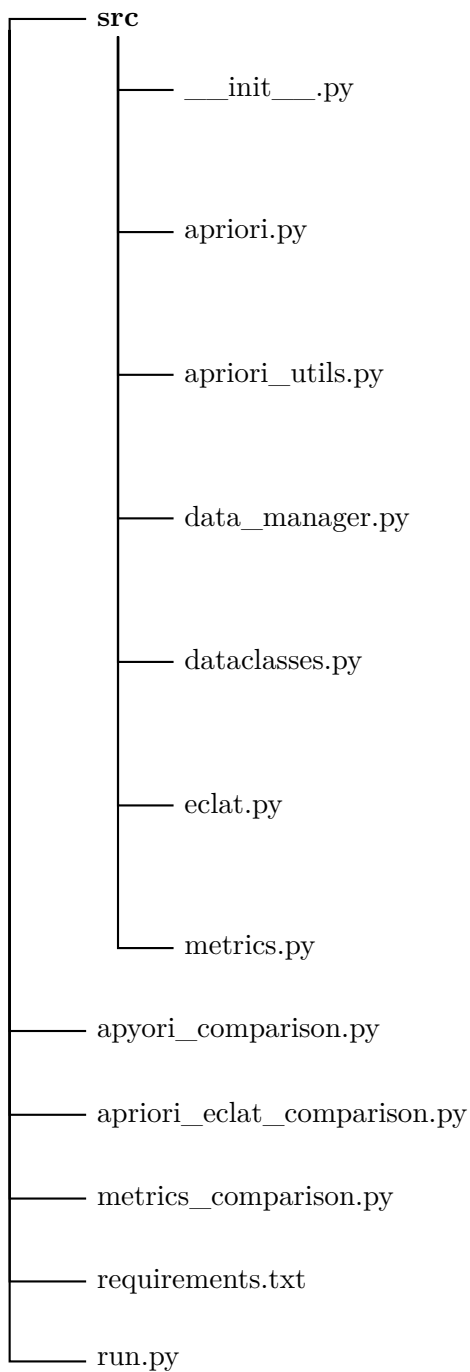 src
__init__.py
apriori.py
apriori_utils.py
data_manager.py
dataclasses.py
eclat.py
metrics.py
apyori_comparison.py
apriori_eclat_comparison.py
metrics_comparison.py
requirements.txt
run.py